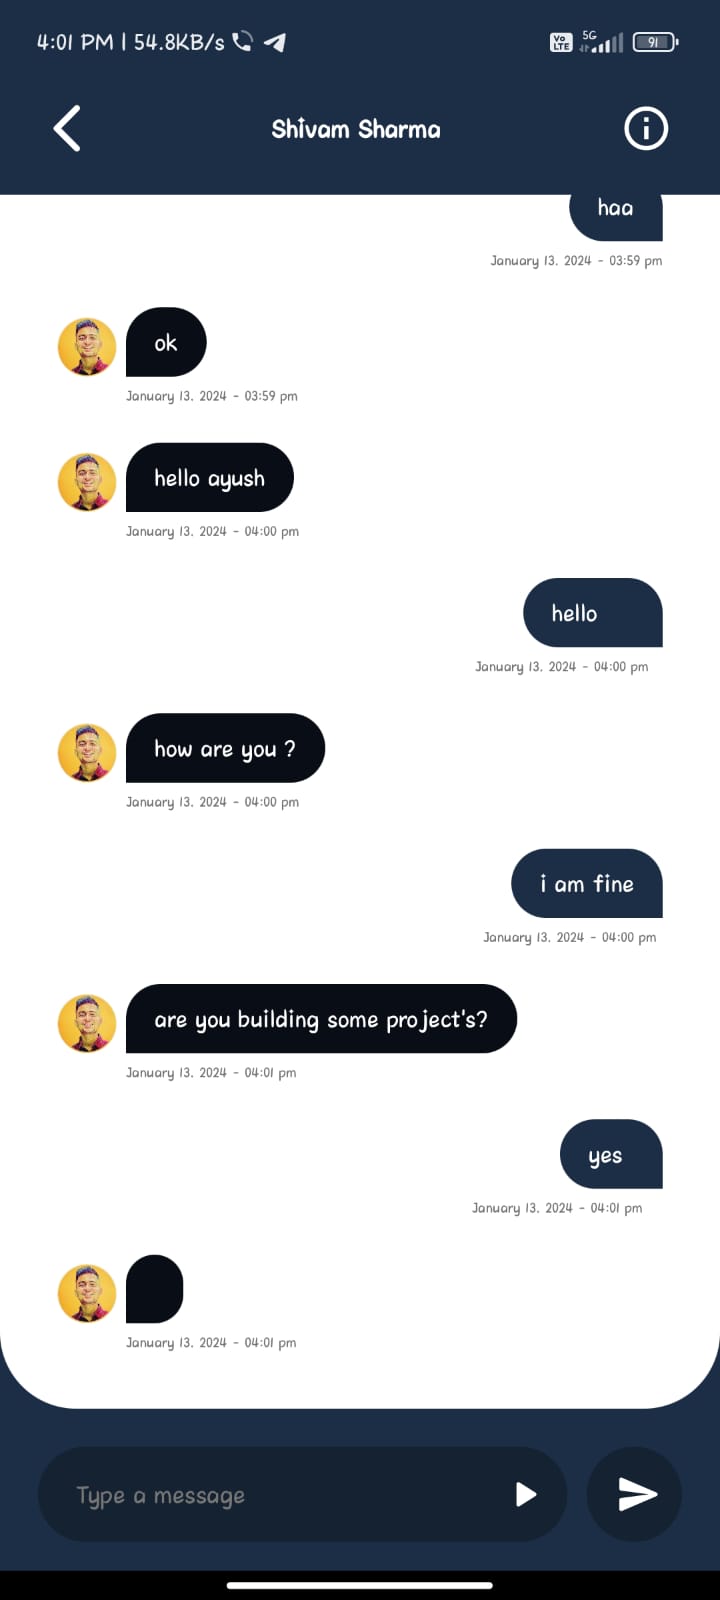 4:01 PM | 54.8KB/s
Vo LTE 5G 91
Shivam Sharma
haa
January 13, 2024 - 03:59 pm
ok
January 13, 2024 - 03:59 pm
hello ayush
January 13, 2024 - 04:00 pm
hello
January 13, 2024 - 04:00 pm
how are you ?
January 13, 2024 - 04:00 pm
i am fine
January 13, 2024 - 04:00 pm
are you building some project's?
January 13, 2024 - 04:01 pm
yes
January 13, 2024 - 04:01 pm
January 13, 2024 - 04:01 pm
Type a message